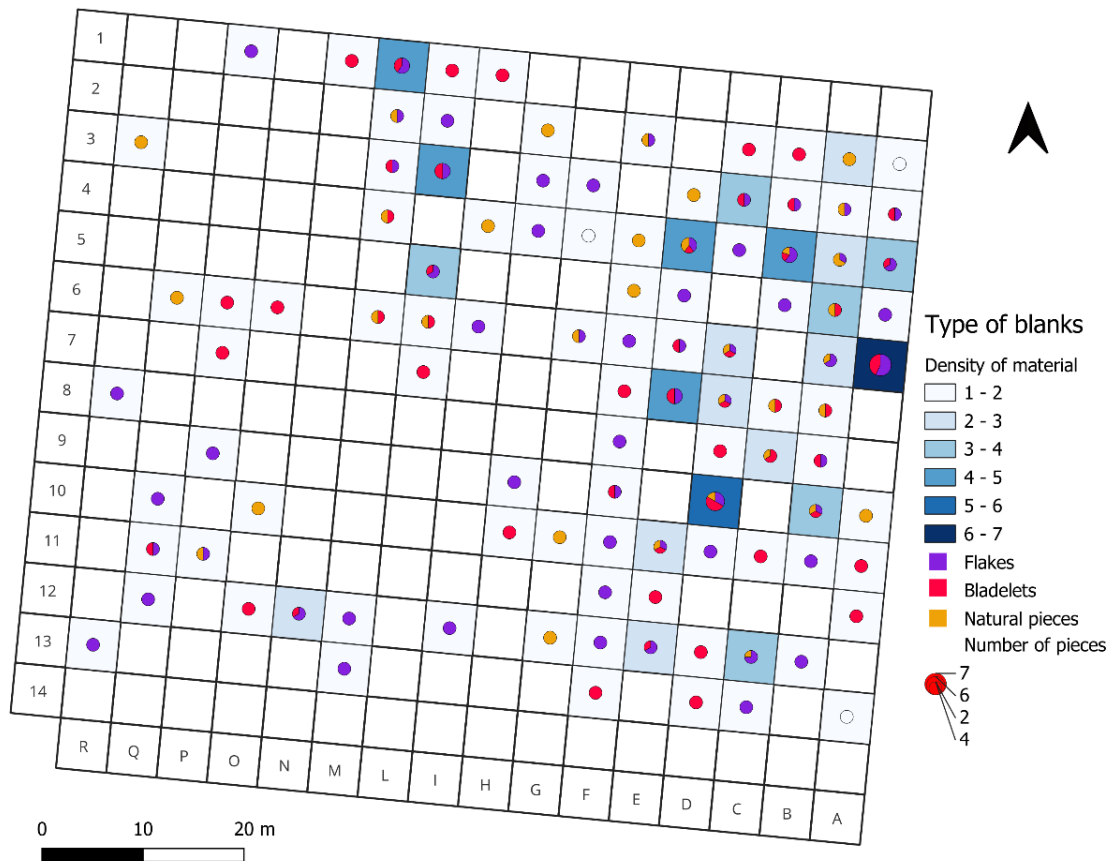 1
2
3
4
5
6
7
8
9
10
11
12
13
14
R Q P O N M L I H G F E D C B A
Type of blanks
Density of material
1 - 2
2 - 3
3 - 4
4 - 5
5 - 6
6 - 7
Flakes
Bladelets
Natural pieces
Number of pieces
7
6
2
4
0 10 20 m